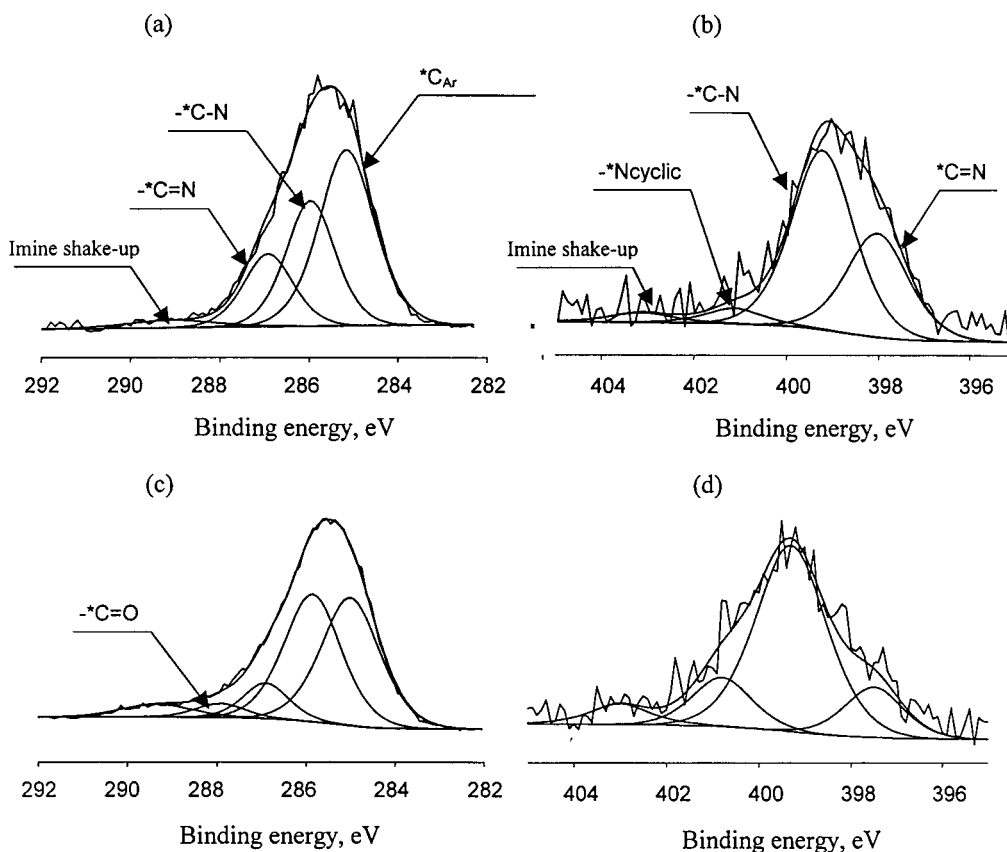 (a)
(b)
*CAr
-*C-N
-*C=N
Imine shake-up
292 290 288 286 284 282
Binding energy, eV
-*C-N
-*Ncyclic
*C=N
Imine shake-up
404 402 400 398 396
Binding energy, eV
(c)
(d)
-*C=O
292 290 288 286 284 282
Binding energy, eV
404 402 400 398 396
Binding energy, eV